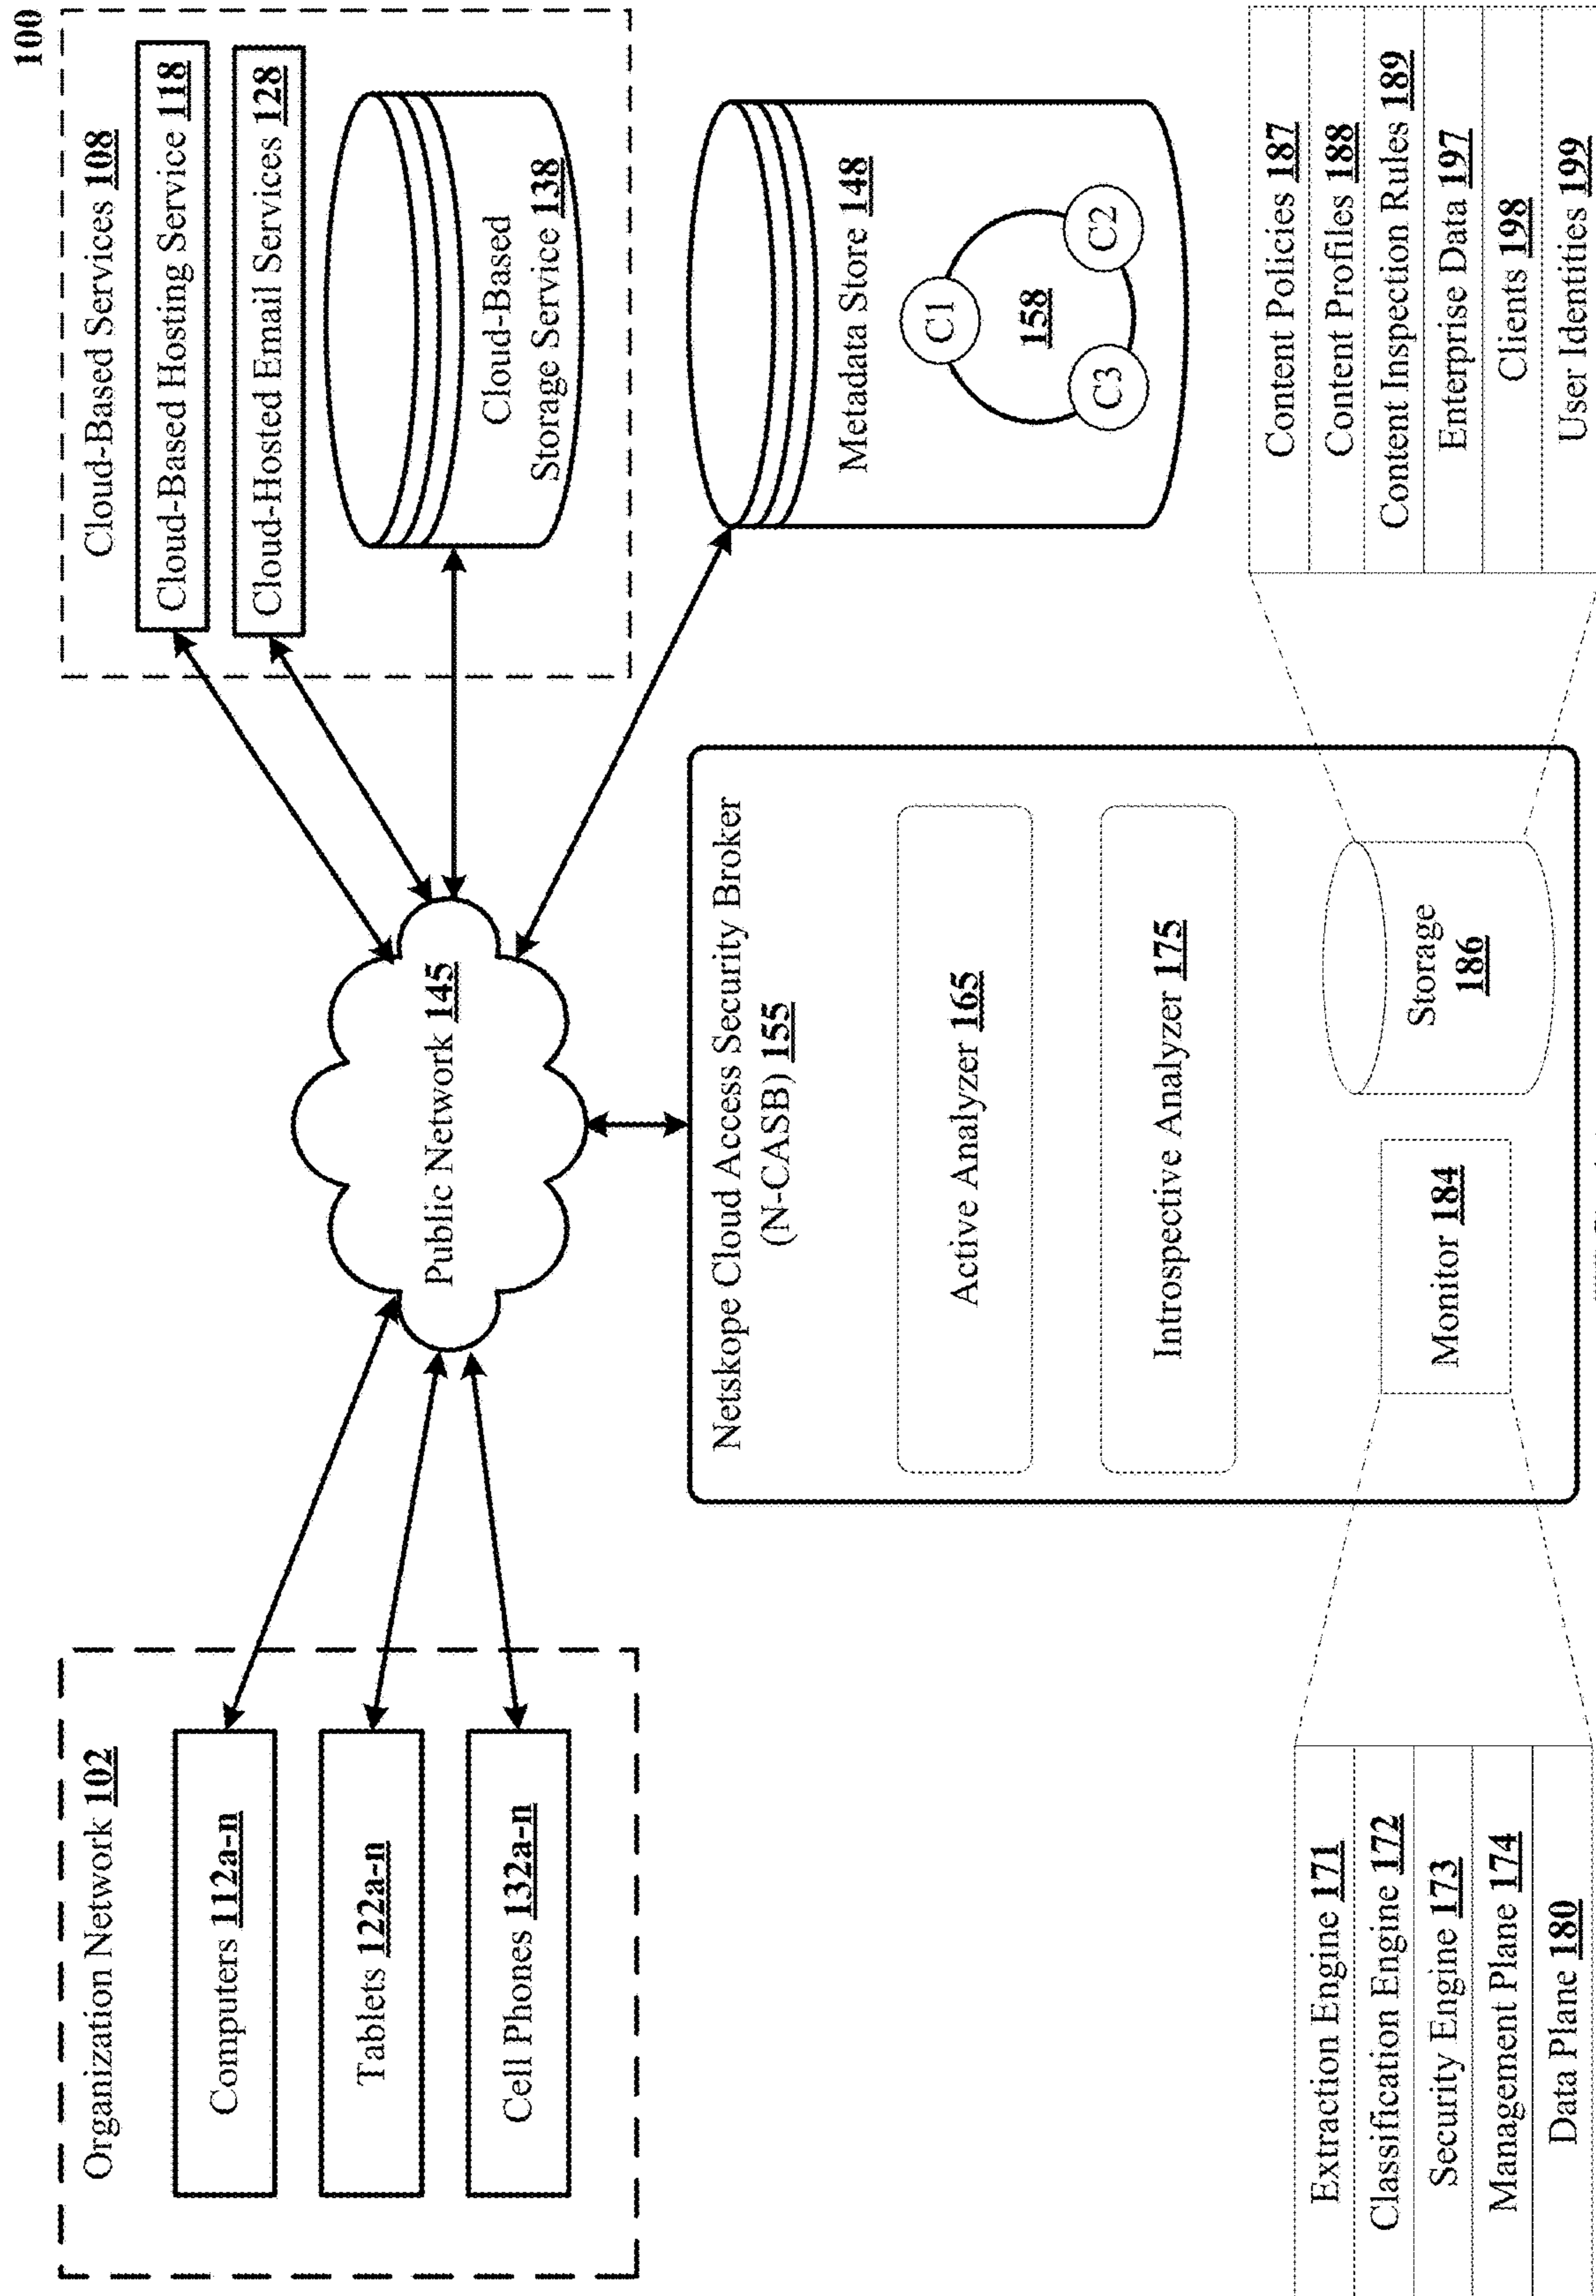 100
Organization Network 102
Computers 112a-n
Tablets 122a-n
Cell Phones 132a-n
Public Network 145
Cloud-Based Services 108
Cloud-Based Hosting Service 118
Cloud-Hosted Email Services 128
Cloud-Based
Storage Service 138
Metadata Store 148
C1
158
C3
C2
Netskope Cloud Access Security Broker
(N-CASB) 155
Active Analyzer 165
Introspective Analyzer 175
Monitor 184
Storage
186
Extraction Engine 171
Classification Engine 172
Security Engine 173
Management Plane 174
Data Plane 180
Content Policies 187
Content Profiles 188
Content Inspection Rules 189
Enterprise Data 197
Clients 198
User Identities 199